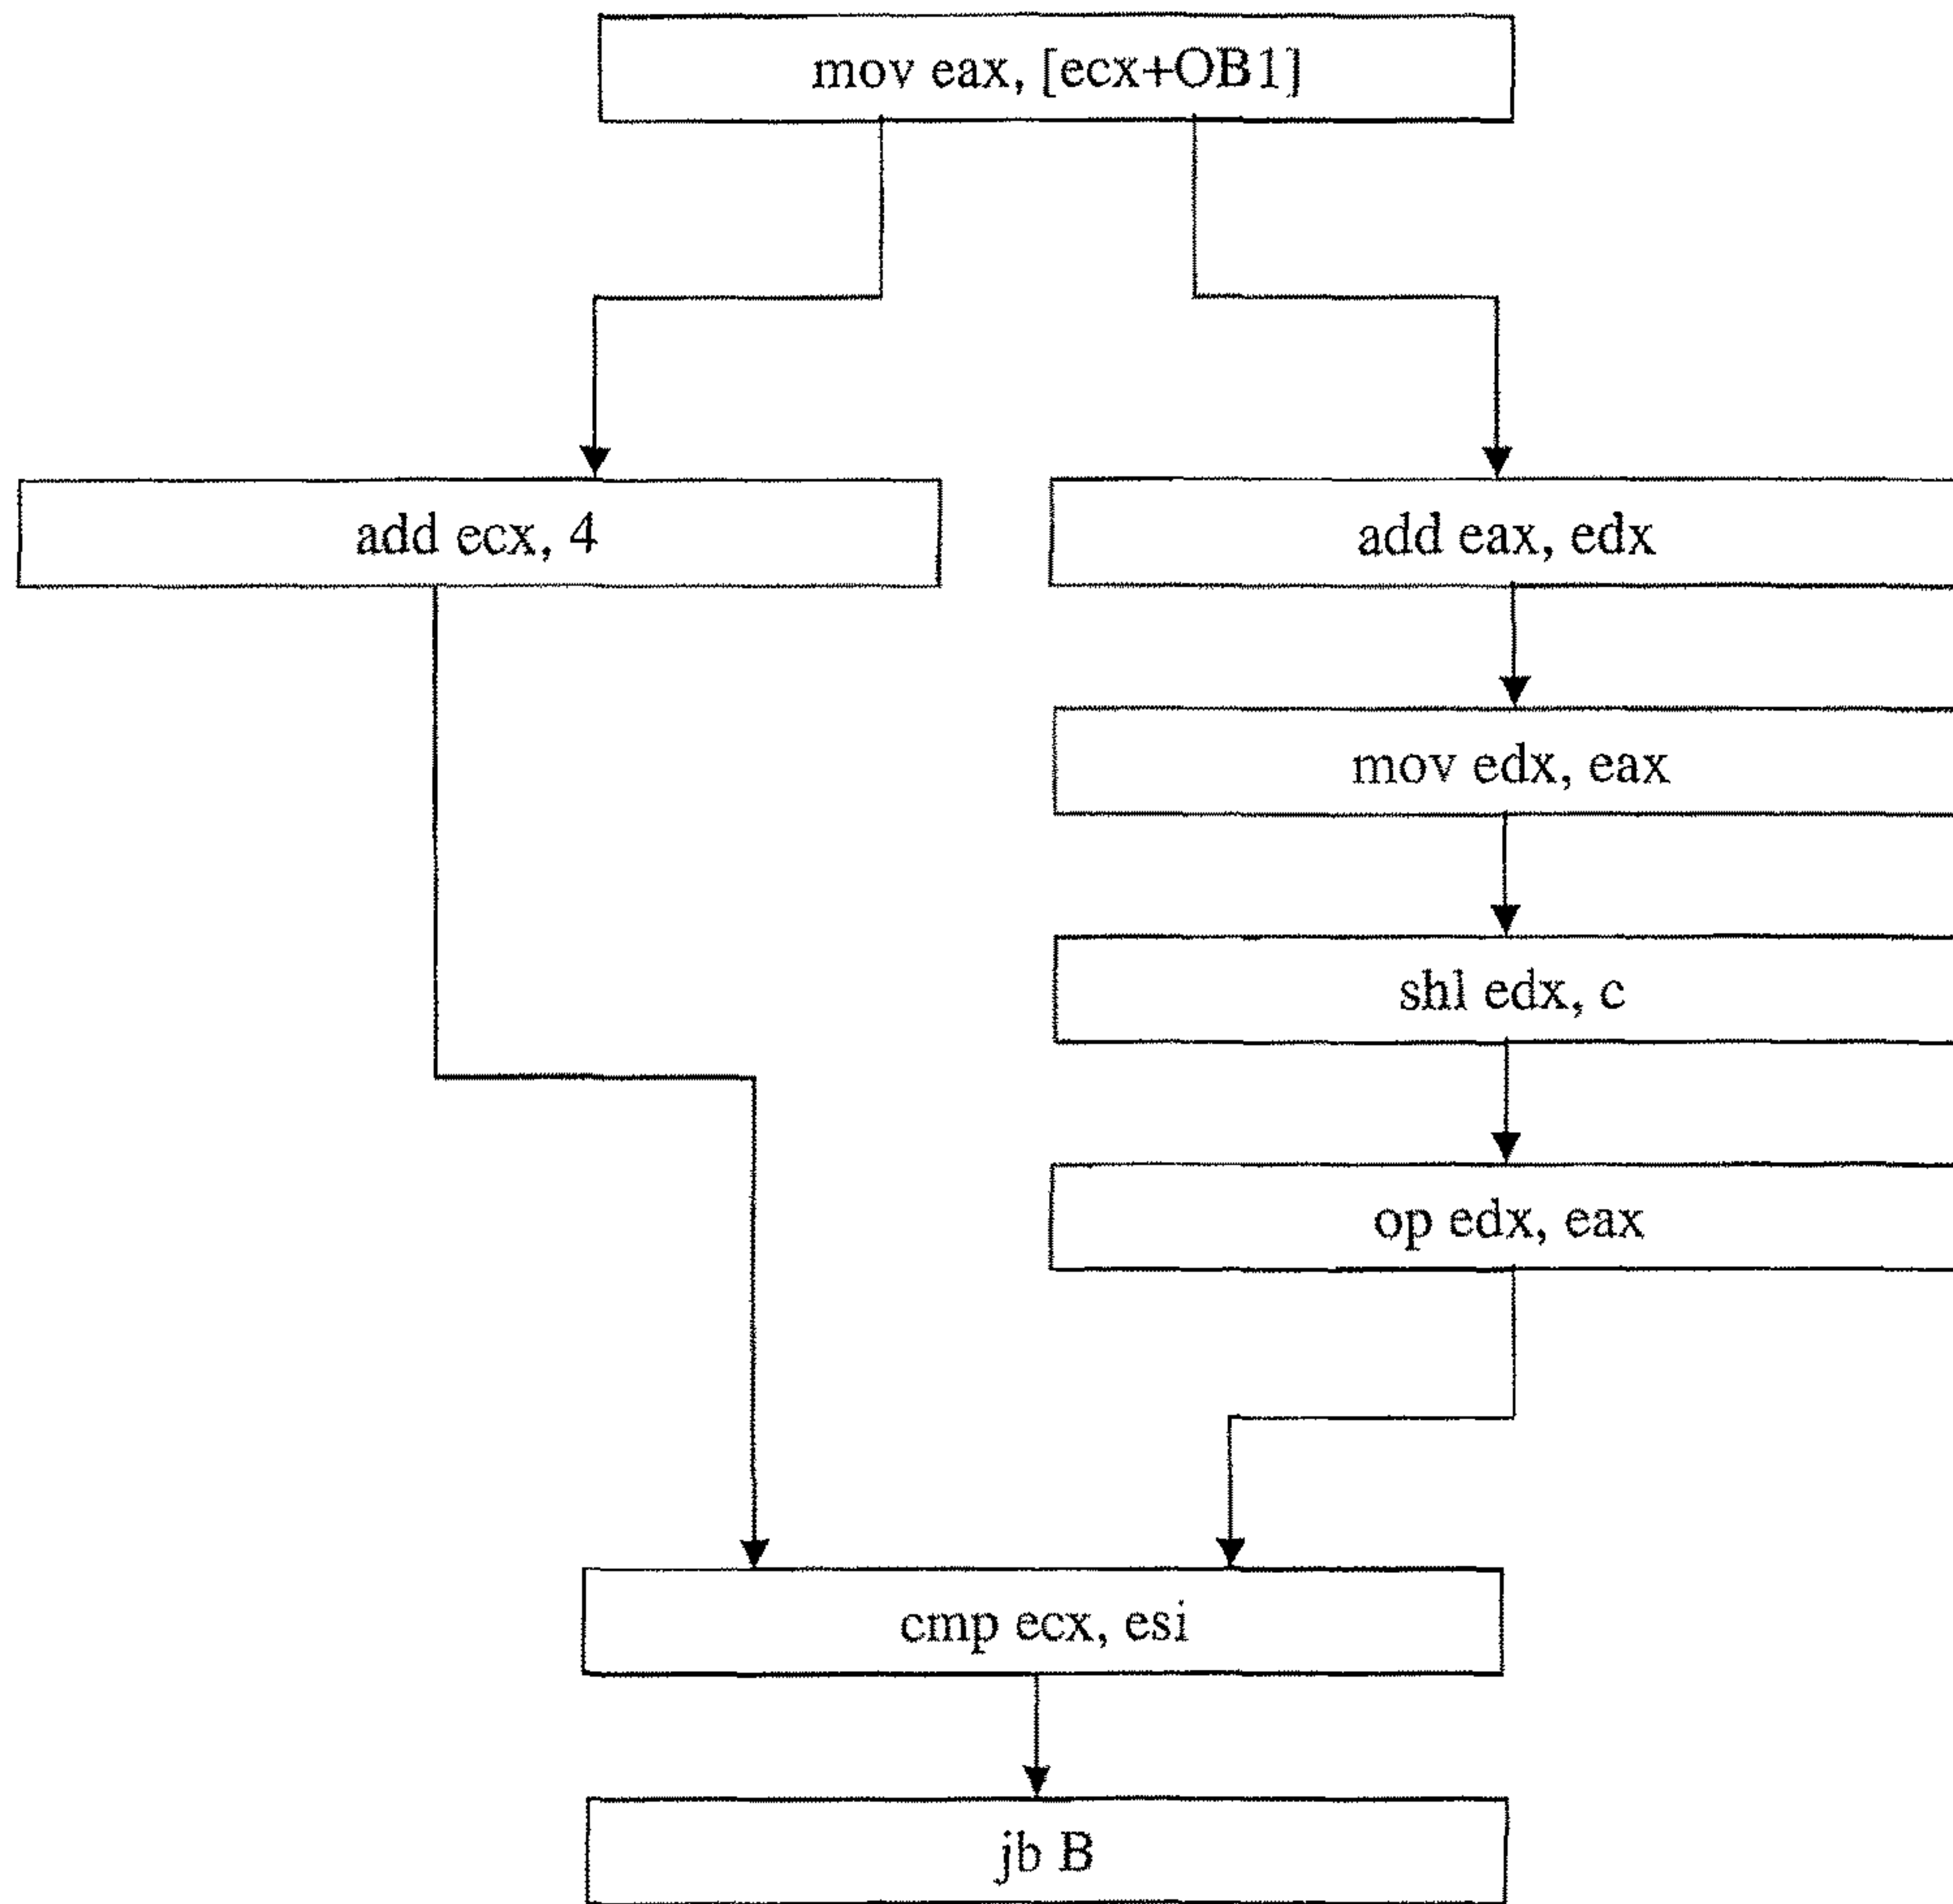 mov eax, [ecx+OB1]
add ecx, 4
add eax, edx
mov edx, eax
shl edx, c
op edx, eax
cmp ecx, esi
jb B